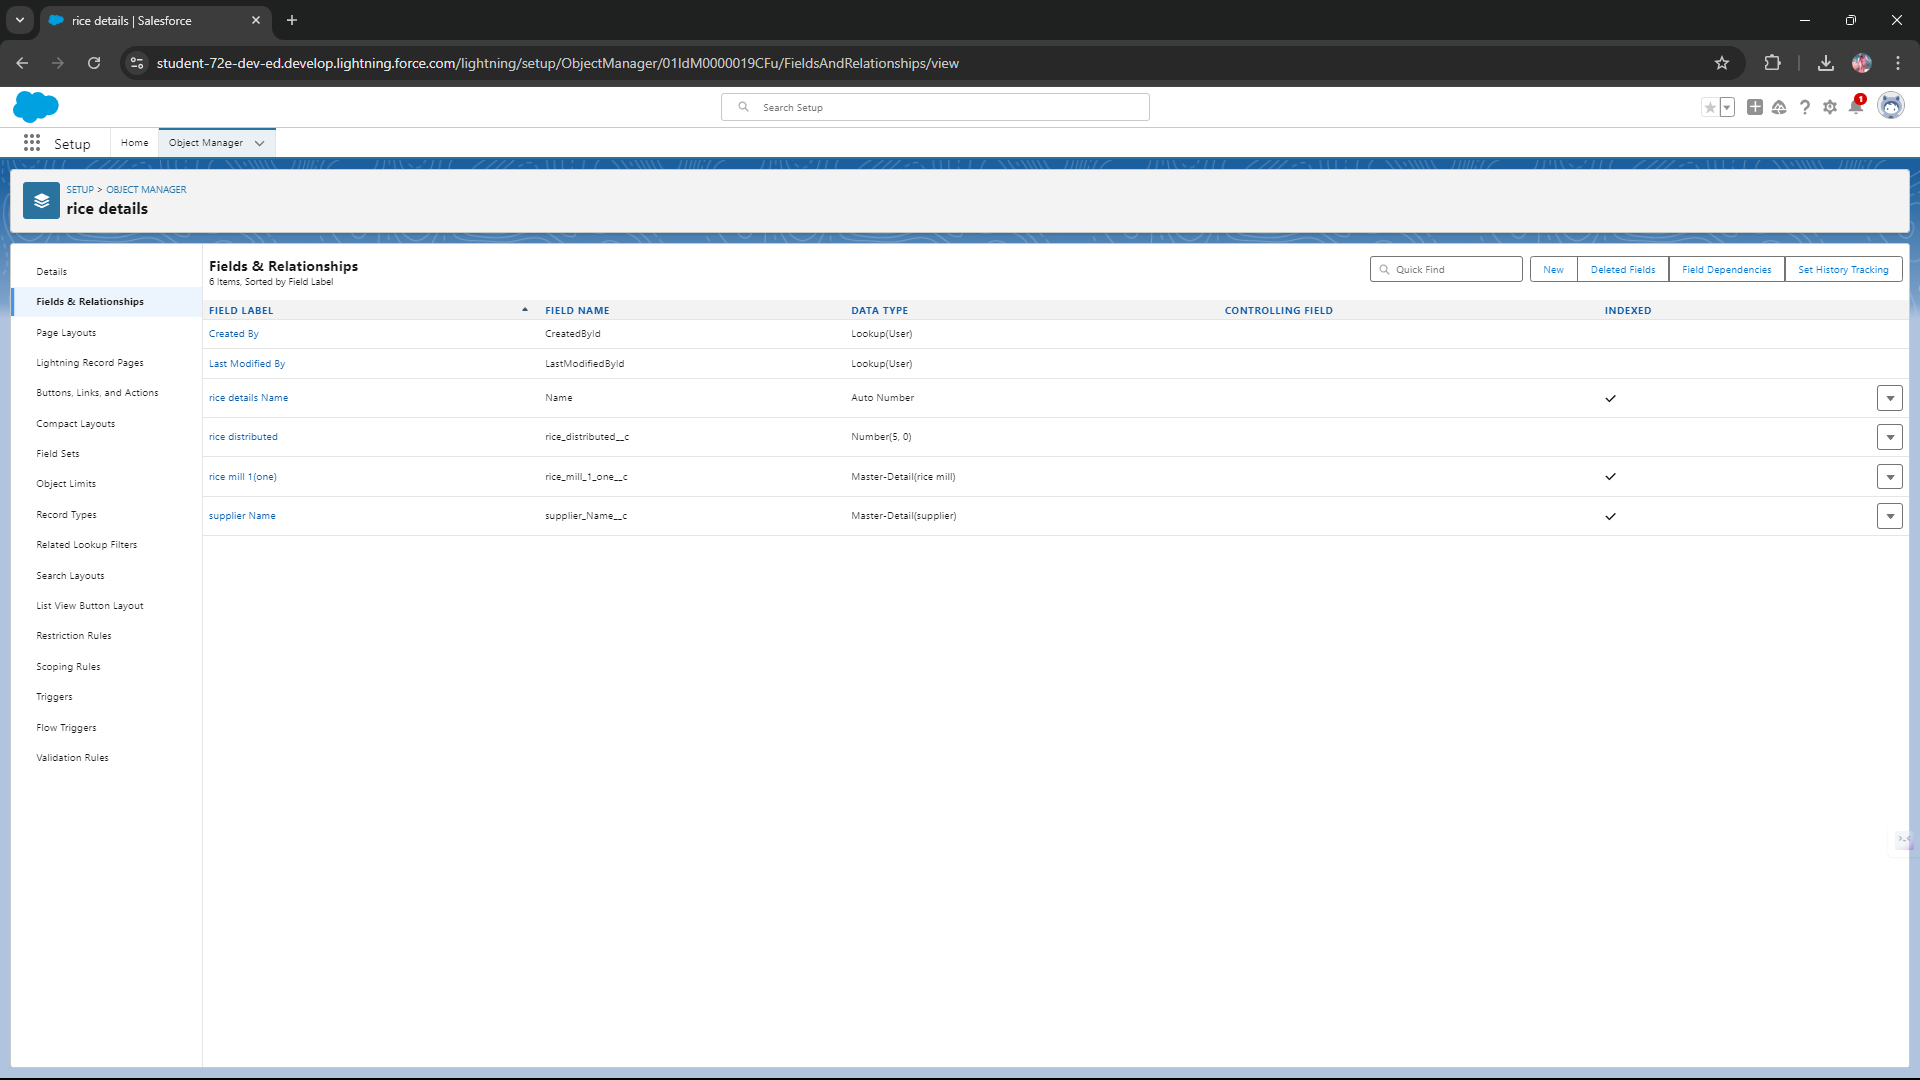 rice details | Salesforce
student-72e-dev-ed.develop.lightning.force.com/lightning/setup/ObjectManager/01IdM0000019CFu/FieldsAndRelationships/view
Search Setup
1
Setup
Home
Object Manager
SETUP > OBJECT MANAGER
rice details
Details
Fields & Relationships
Page Layouts
Lightning Record Pages
Buttons, Links, and Actions
Compact Layouts
Field Sets
Object Limits
Record Types
Related Lookup Filters
Search Layouts
List View Button Layout
Restriction Rules
Scoping Rules
Triggers
Flow Triggers
Validation Rules
Fields & Relationships
6 Items, Sorted by Field Label
Quick Find
New
Deleted Fields
Field Dependencies
Set History Tracking
FIELD LABEL FIELD NAME DATA TYPE CONTROLLING FIELD INDEXED
Created By CreatedById Lookup(User)
Last Modified By LastModifiedById Lookup(User)
rice details Name Name Auto Number
rice distributed rice_distributed__c Number(5, 0)
rice mill 1(one) rice_mill_1_one__c Master-Detail(rice mill)
supplier Name supplier_Name__c Master-Detail(supplier)